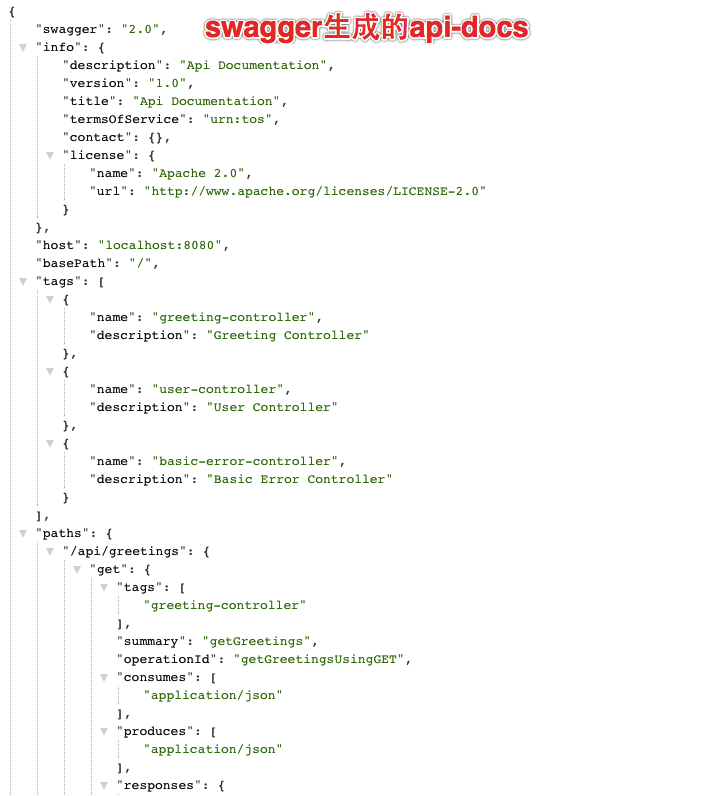 swagger生成的api-docs
{
"swagger": "2.0",
"info": {
"description": "Api Documentation",
"version": "1.0",
"title": "Api Documentation",
"termsOfService": "urn:tos",
"contact": {},
"license": {
"name": "Apache 2.0",
"url": "http://www.apache.org/licenses/LICENSE-2.0"
}
},
"host": "localhost:8080",
"basePath": "/",
"tags": [
{
"name": "greeting-controller",
"description": "Greeting Controller"
},
{
"name": "user-controller",
"description": "User Controller"
},
{
"name": "basic-error-controller",
"description": "Basic Error Controller"
}
],
"paths": {
"/api/greetings": {
"get": {
"tags": [
"greeting-controller"
],
"summary": "getGreetings",
"operationId": "getGreetingsUsingGET",
"consumes": [
"application/json"
],
"produces": [
"application/json"
],
"responses": {